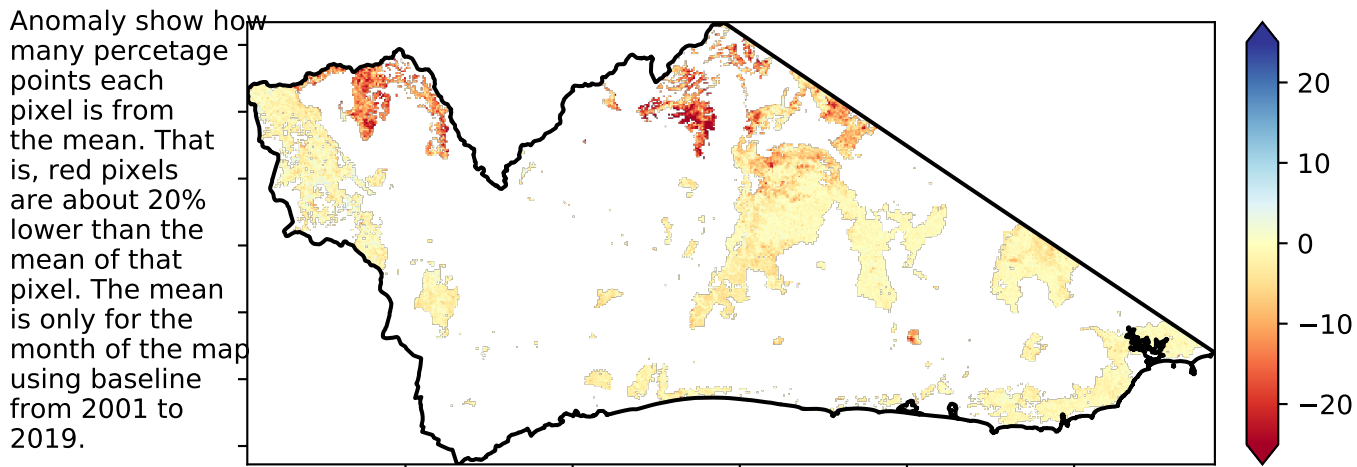 Anomaly show how
many percetage
points each
pixel is from
the mean. That
is, red pixels
are about 20%
lower than the
mean of that
pixel. The mean
is only for the
month of the map
using baseline
from 2001 to
2019.
20
10
0
−10
−20